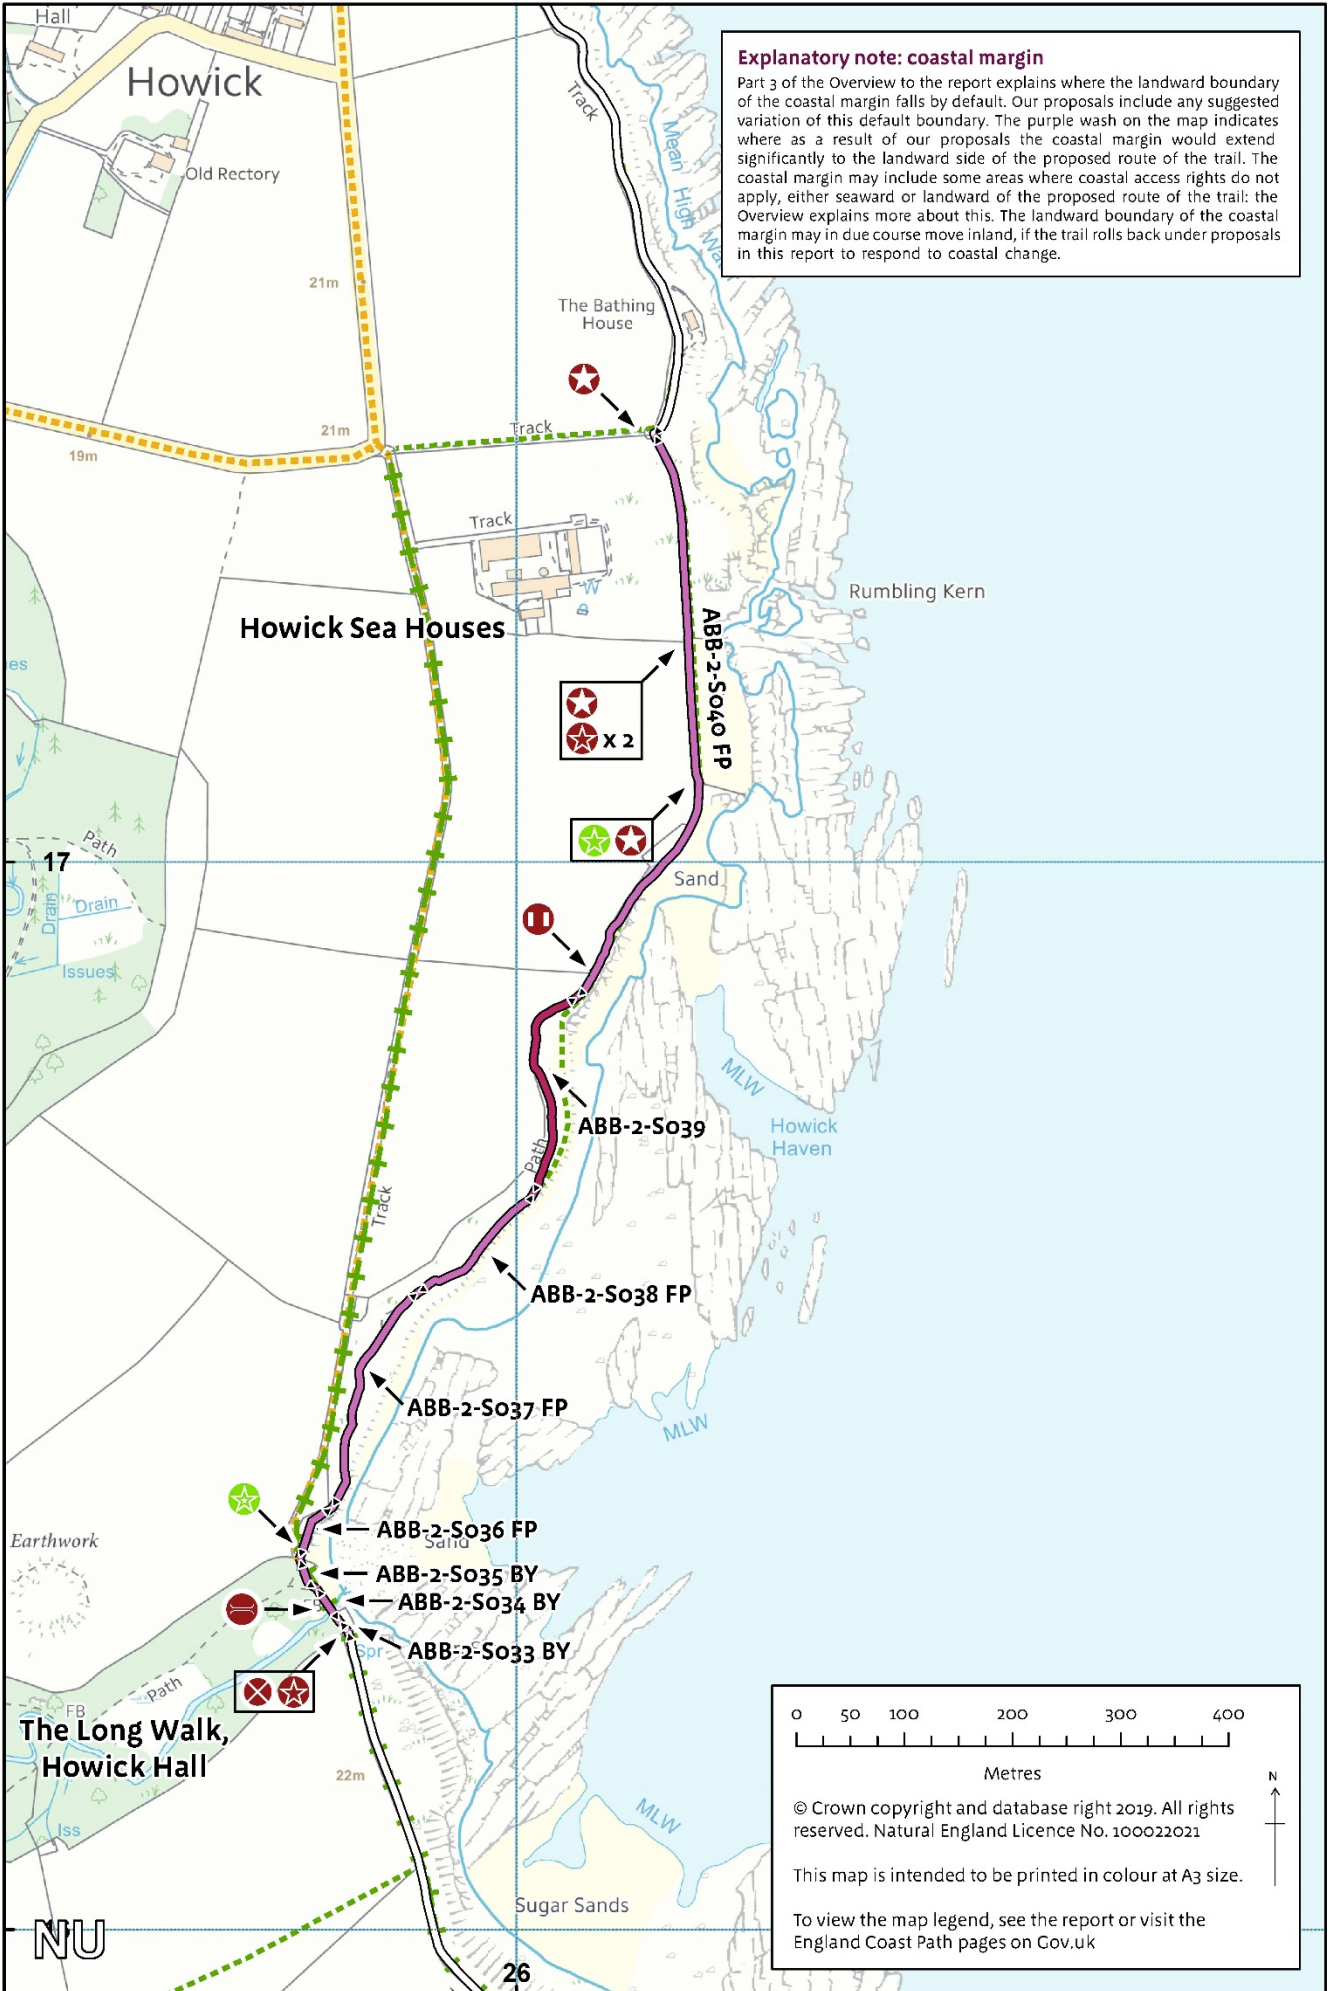 Hall
Howick
Old Rectory
Track
Mean High Wa
Explanatory note: coastal margin
Part 3 of the Overview to the report explains where the landward boundary
of the coastal margin falls by default. Our proposals include any suggested
variation of this default boundary. The purple wash on the map indicates
where as a result of our proposals the coastal margin would extend
significantly to the landward side of the proposed route of the trail. The
coastal margin may include some areas where coastal access rights do not
apply, either seaward or landward of the proposed route of the trail: the
Overview explains more about this. The landward boundary of the coastal
margin may in due course move inland, if the trail rolls back under proposals
in this report to respond to coastal change.
21m
The Bathing
House
21m
19m
Track
Track
W
Rumbling Kern
Howick Sea Houses
ABB-2-S040 FP
es
X 2
Path
17
Sand
Drain
Drain
Issues
MLW
Howick
Haven
ABB-2-S039
Path
Track
ABB-2-S038 FP
ABB-2-S037 FP
MLW
Earthwork
ABB-2-S036 FP
Sand
ABB-2-S035 BY
ABB-2-S034 BY
ABB-2-S033 BY
Spr
Path
FB
The Long Walk,
Howick Hall
22m
Iss
MLW
Sugar Sands
NU
26
0 50 100 200 300 400
Metres
N
© Crown copyright and database right 2019. All rights
reserved. Natural England Licence No. 100022021
This map is intended to be printed in colour at A3 size.
To view the map legend, see the report or visit the
England Coast Path pages on Gov.uk